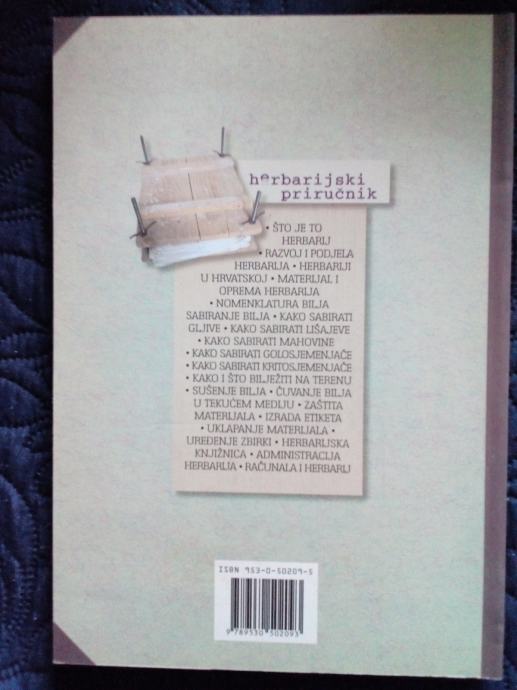 herbarijski
priručnik
• ŠTO JE TO
HERBARIJ
• RAZVOJ I PODJELA
HERBARIJA • HERBARIJI
U HRVATSKOJ • MATERIJAL I
OPREMA HERBARIJA
• NOMENKLATURA BILJA
SABIRANJE BILJA • KAKO SABIRATI
GLJIVE • KAKO SABIRATI LIŠAJEVE
• KAKO SABIRATI MAHOVINE
• KAKO SABIRATI GOLOSJEMENJAČE
• KAKO SABIRATI KRITOSJEMENJAČE
• KAKO I ŠTO BILJEŽITI NA TERENU
• SUŠENJE BILJA • ČUVANJE BILJA
U TEKUĆEM MEDIJU • ZAŠTITA
MATERIJALA • IZRADA ETIKETA
• UKLAPANJE MATERIJALA •
UREĐENJE ZBIRKI • HERBARIJSKA
KNJIŽNICA • ADMINISTRACIJA
HERBARIJA • RAČUNALA I HERBARIJ
ISBN 953-0-50209-5
9 789530 502093